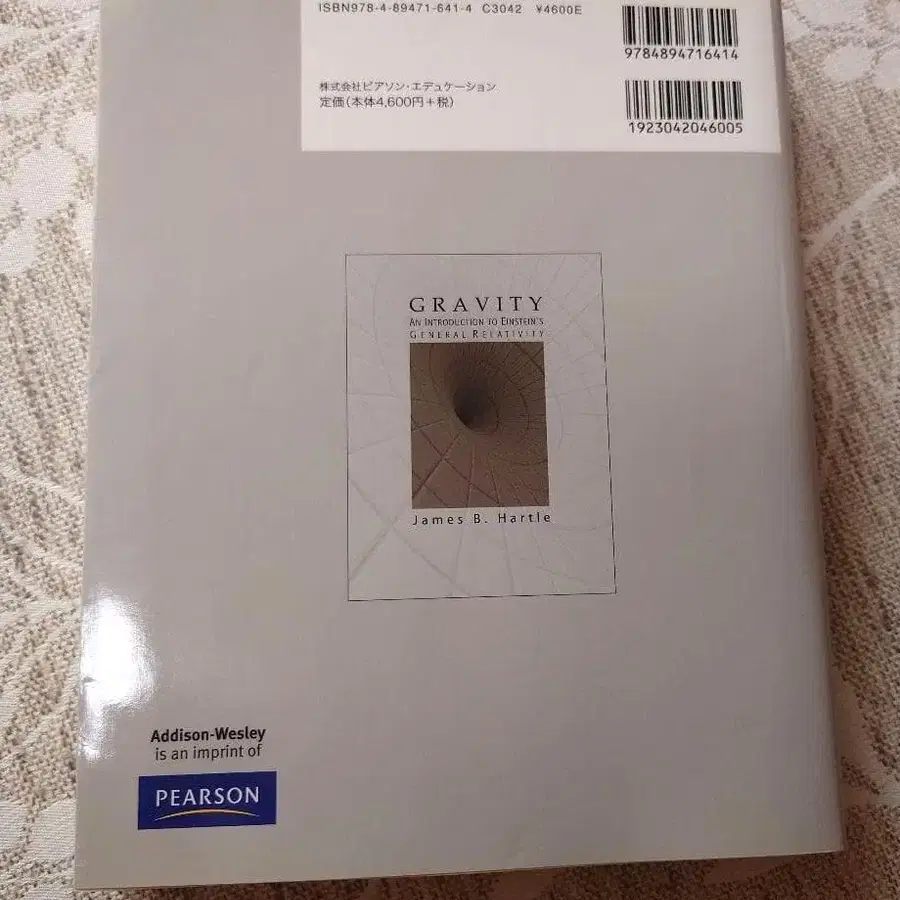 ISBN978-4-89471-641-4 C3042 ¥4600E
9784894716414
株式会社ピアソン・エデュケーション
定価(本体4,600円+税)
1923042046005
GRAVITY
AN INTRODUCTION TO EINSTEIN'S
GENERAL RELATIVITY
James B. Hartle
Addison-Wesley
is an imprint of
PEARSON